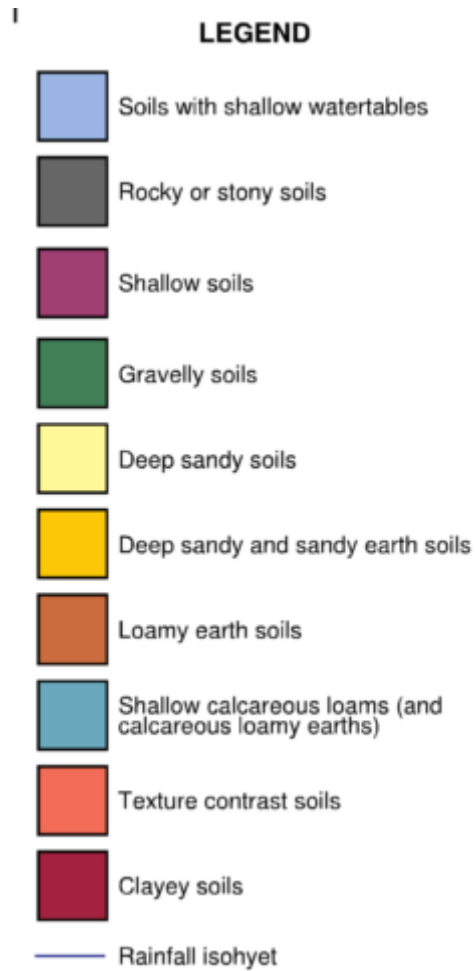 LEGEND
Soils with shallow watertables
Rocky or stony soils
Shallow soils
Gravelly soils
Deep sandy soils
Deep sandy and sandy earth soils
Loamy earth soils
Shallow calcareous loams (and
calcareous loamy earths)
Texture contrast soils
Clayey soils
Rainfall isohyet